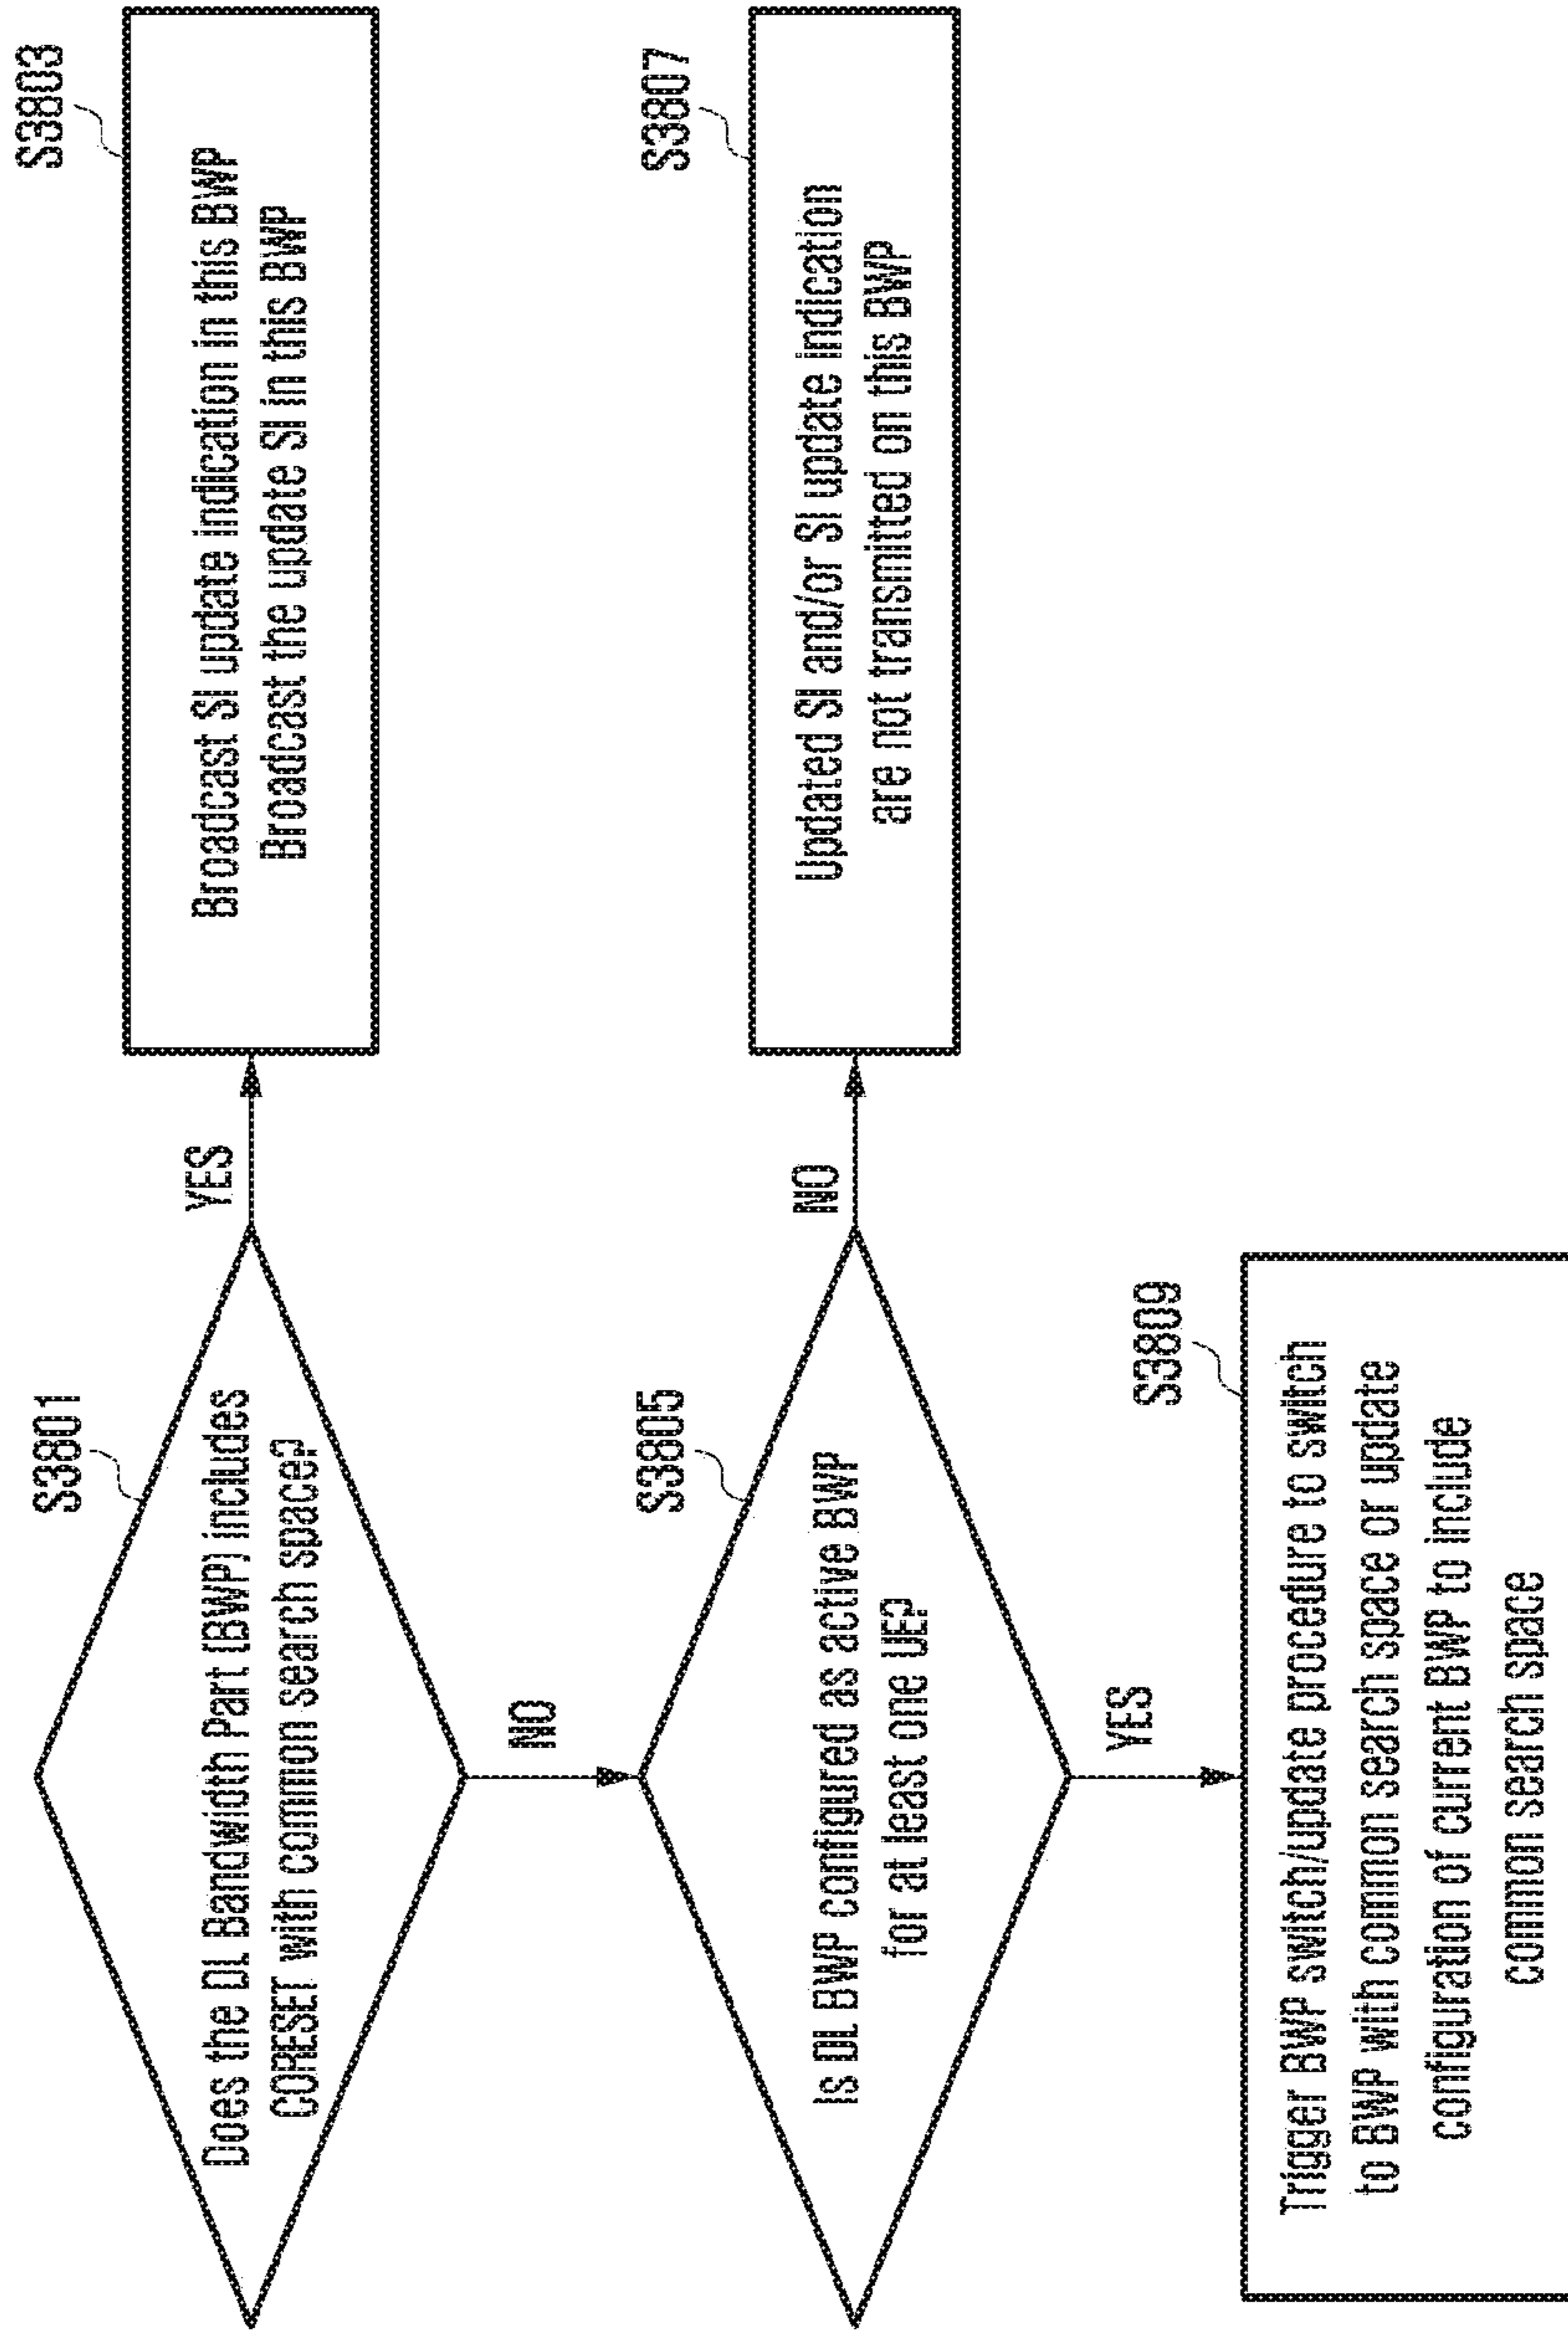 S3801
Does the DL Bandwidth Part (BWP) includes
CORESET with common search space?
YES
S3803
Broadcast SI update indication in this BWP
Broadcast the update SI in this BWP
NO
S3805
Is DL BWP configured as active BWP
for at least one UE?
NO
S3807
Updated SI and/or SI update indication
are not transmitted on this BWP
YES
S3809
Trigger BWP switch/update procedure to switch
to BWP with common search space or update
configuration of current BWP to include
common search space